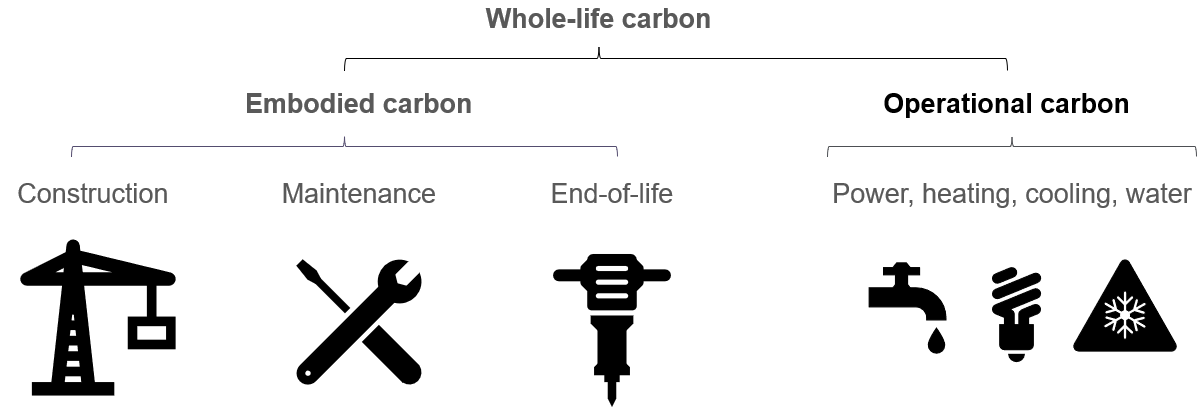 Whole-life carbon
Embodied carbon
Operational carbon
Construction
Maintenance
End-of-life
Power, heating, cooling, water